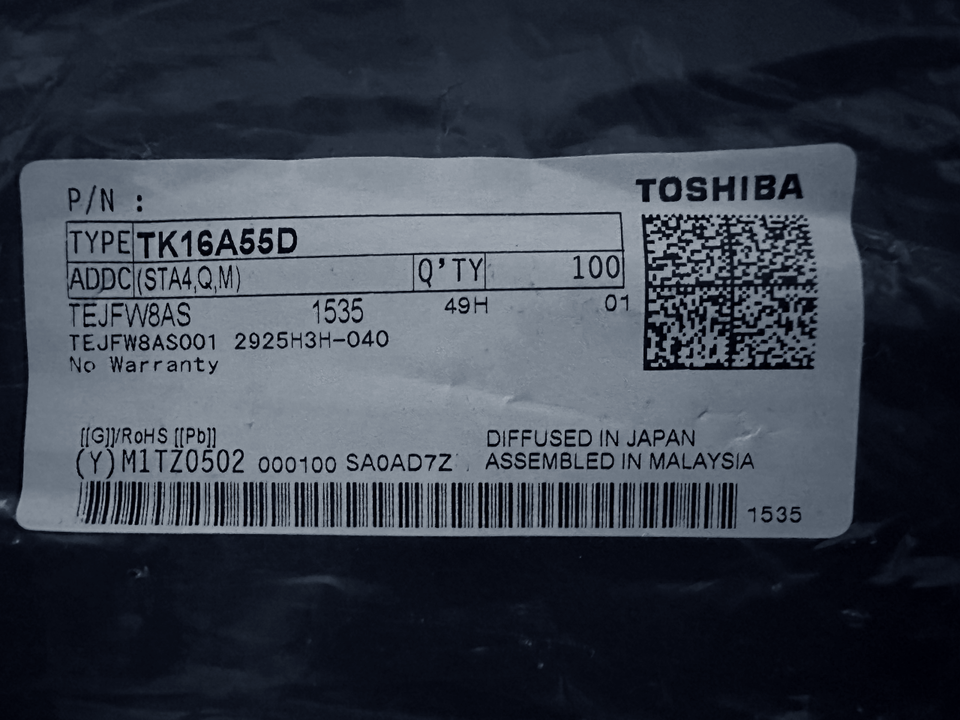 P/N :
TOSHIBA
TYPE TK16A55D
ADDC (STA4,Q,M) Q'TY 100
TEJFW8AS 1535 49H 01
TEJFW8AS001 2925H3H-040
No Warranty
[[G]]/RoHS [[Pb]]
DIFFUSED IN JAPAN
(Y)M1TZ0502 000100 SA0AD7Z
ASSEMBLED IN MALAYSIA
1535